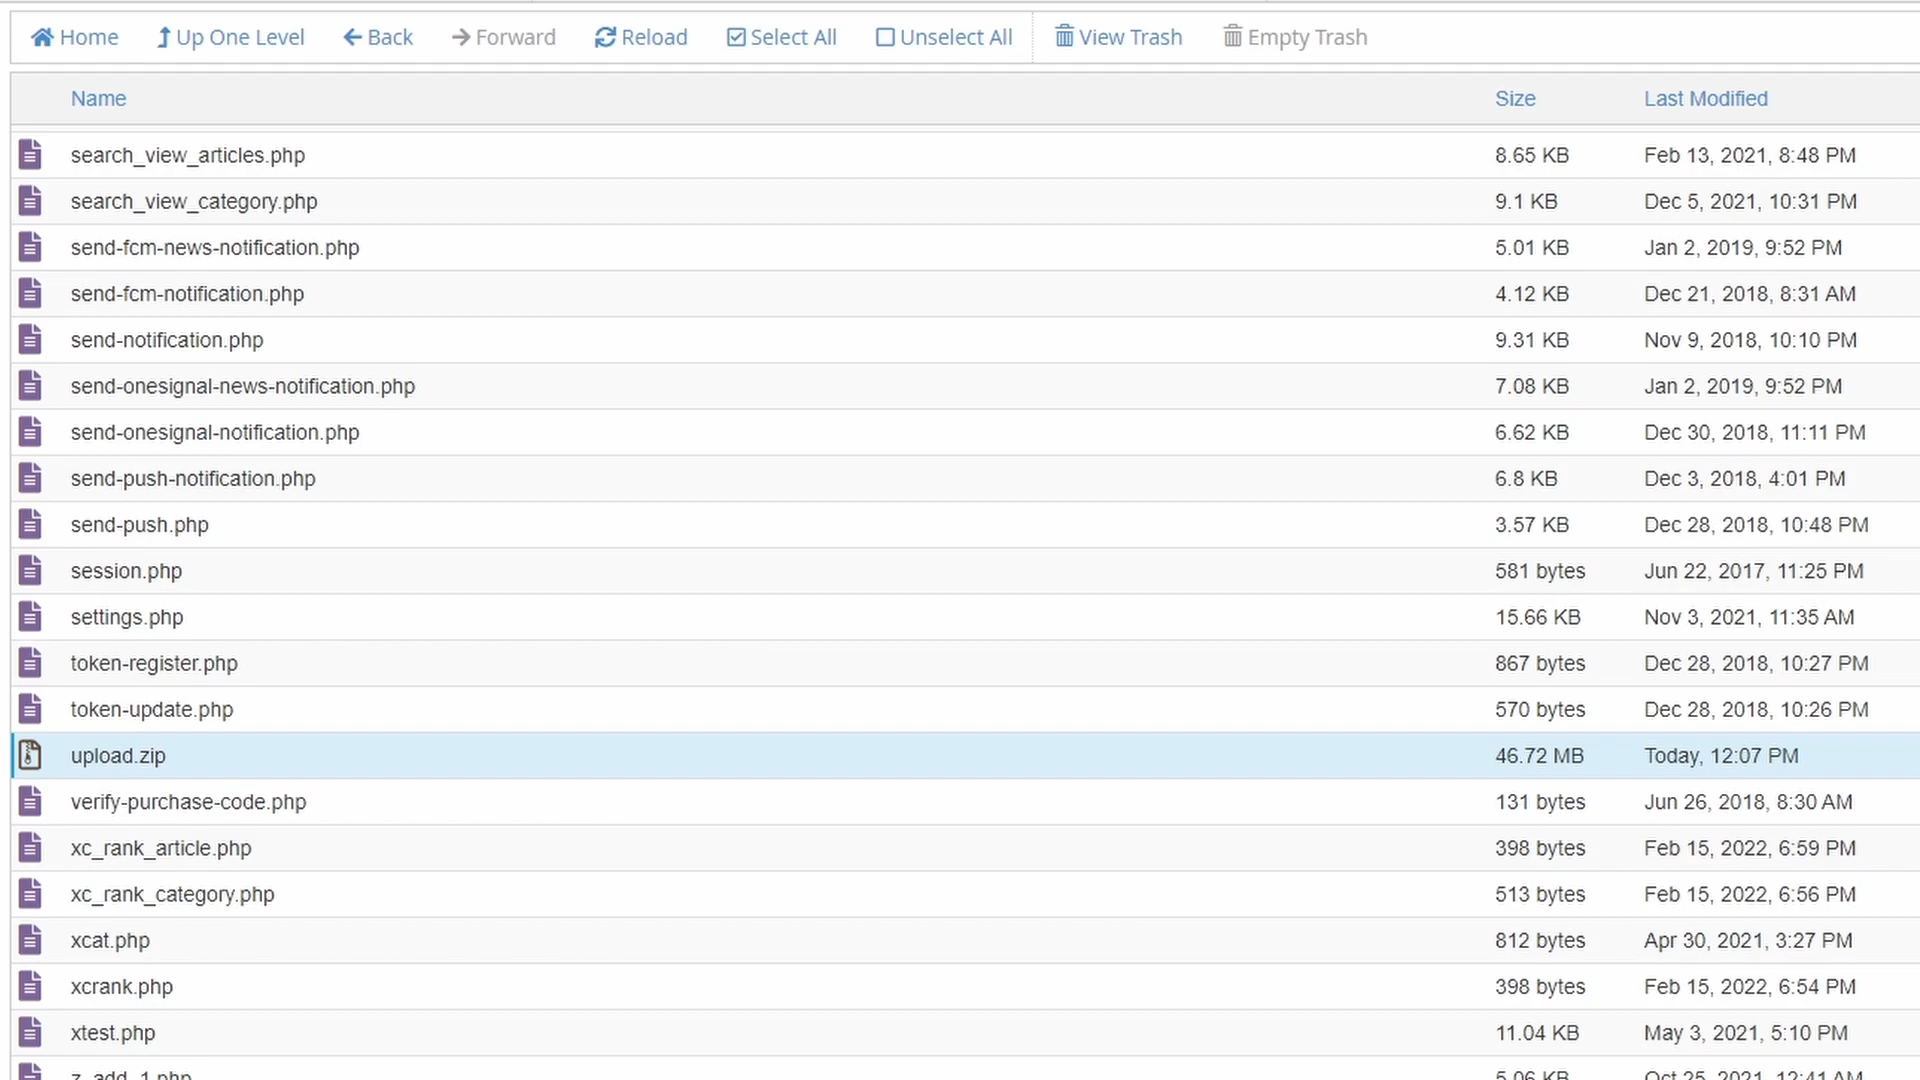 Home Up One Level Back Forward Reload Select All Unselect All View Trash Empty Trash
Name Size Last Modified
search_view_articles.php 8.65 KB Feb 13, 2021, 8:48 PM
search_view_category.php 9.1 KB Dec 5, 2021, 10:31 PM
send-fcm-news-notification.php 5.01 KB Jan 2, 2019, 9:52 PM
send-fcm-notification.php 4.12 KB Dec 21, 2018, 8:31 AM
send-notification.php 9.31 KB Nov 9, 2018, 10:10 PM
send-onesignal-news-notification.php 7.08 KB Jan 2, 2019, 9:52 PM
send-onesignal-notification.php 6.62 KB Dec 30, 2018, 11:11 PM
send-push-notification.php 6.8 KB Dec 3, 2018, 4:01 PM
send-push.php 3.57 KB Dec 28, 2018, 10:48 PM
session.php 581 bytes Jun 22, 2017, 11:25 PM
settings.php 15.66 KB Nov 3, 2021, 11:35 AM
token-register.php 867 bytes Dec 28, 2018, 10:27 PM
token-update.php 570 bytes Dec 28, 2018, 10:26 PM
upload.zip 46.72 MB Today, 12:07 PM
verify-purchase-code.php 131 bytes Jun 26, 2018, 8:30 AM
xc_rank_article.php 398 bytes Feb 15, 2022, 6:59 PM
xc_rank_category.php 513 bytes Feb 15, 2022, 6:56 PM
xcat.php 812 bytes Apr 30, 2021, 3:27 PM
xcrank.php 398 bytes Feb 15, 2022, 6:54 PM
xtest.php 11.04 KB May 3, 2021, 5:10 PM
z_add_1.php 5.06 KB Oct 25, 2021, 12:41 AM